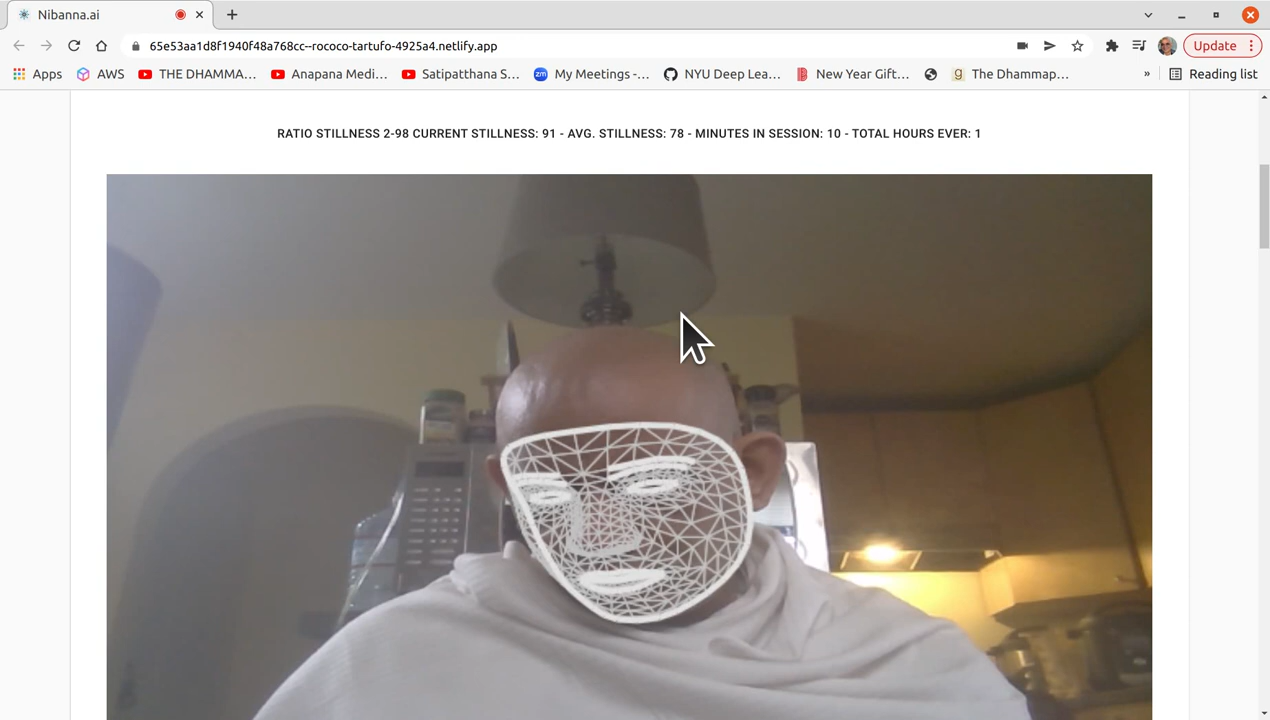 Nibanna.ai
65e53aa1d8f1940f48a768cc--rococo-tartufo-4925a4.netlify.app
Update
Apps AWS THE DHAMMA... Anapana Medi... Satipatthana S... My Meetings -... NYU Deep Lea... New Year Gift... The Dhammap... » Reading list
RATIO STILLNESS 2-98 CURRENT STILLNESS: 91 - AVG. STILLNESS: 78 - MINUTES IN SESSION: 10 - TOTAL HOURS EVER: 1